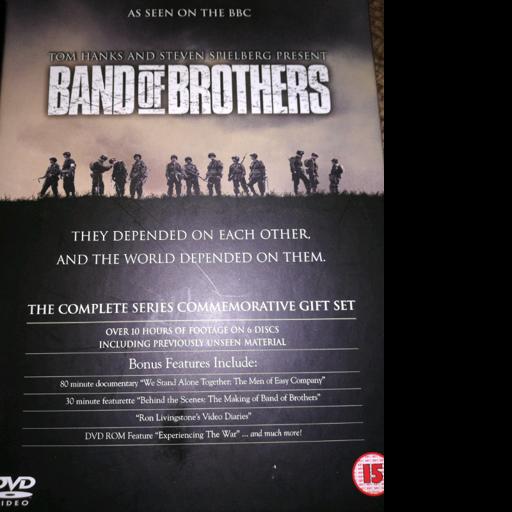 AS SEEN ON THE BBC
TOM HANKS AND STEVEN SPIELBERG PRESENT
BAND OF BROTHERS
THEY DEPENDED ON EACH OTHER,
AND THE WORLD DEPENDED ON THEM.
THE COMPLETE SERIES COMMEMORATIVE GIFT SET
OVER 10 HOURS OF FOOTAGE ON 6 DISCS
INCLUDING PREVIOUSLY UNSEEN MATERIAL
Bonus Features Include:
80 minute documentary "We Stand Alone Together: The Men of Easy Company"
30 minute featurette "Behind the Scenes: The Making of Band of Brothers"
"Ron Livingstone's Video Diaries"
DVD ROM Feature "Experiencing The War" ... and much more!
15
DVD
VIDEO